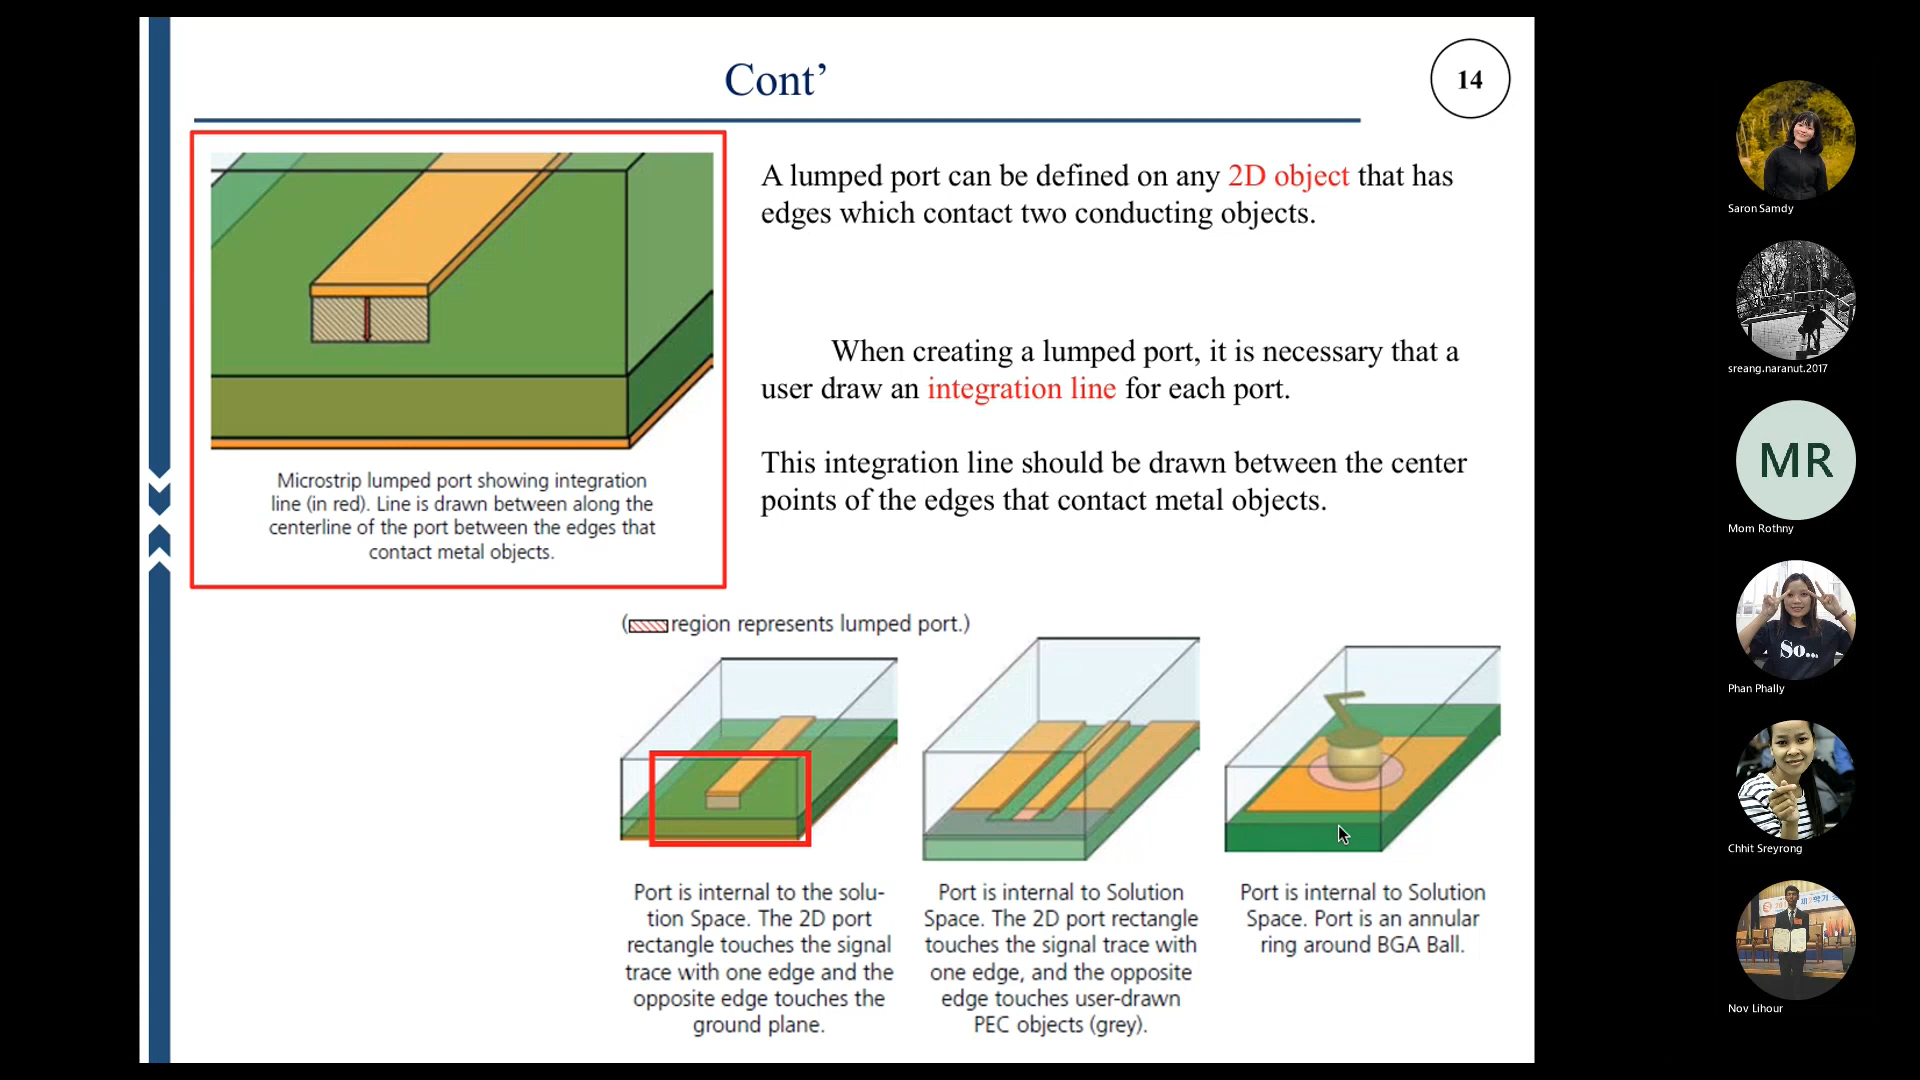 Cont’
14
A lumped port can be defined on any 2D object that has
edges which contact two conducting objects.
When creating a lumped port, it is necessary that a
user draw an integration line for each port.
This integration line should be drawn between the center
points of the edges that contact metal objects.
Microstrip lumped port showing integration
line (in red). Line is drawn between along the
centerline of the port between the edges that
contact metal objects.
( region represents lumped port.)
Port is internal to the solu-
tion Space. The 2D port
rectangle touches the signal
trace with one edge and the
opposite edge touches the
ground plane.
Port is internal to Solution
Space. The 2D port rectangle
touches the signal trace with
one edge, and the opposite
edge touches user-drawn
PEC objects (grey).
Port is internal to Solution
Space. Port is an annular
ring around BGA Ball.
Saron Samdy
sreang.naranut.2017
MR
Mom Rothny
So...
Phan Phally
Chhit Sreyrong
Nov Lihour